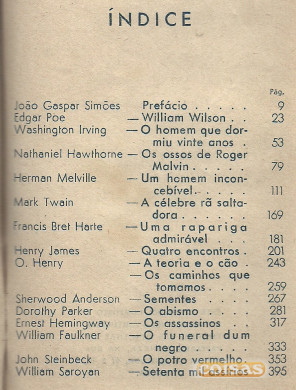 ÍNDICE
Pág.
João Gaspar Simões Prefácio . . . . . 9
Edgar Poe — William Wilson . . 23
Washington Irving — O homem que dor-
miu vinte anos . 53
Nathaniel Hawthorne — Os ossos de Roger
Malvin . . . . 79
Herman Melville — Um homem incon-
cebível. . . . 111
Mark Twain — A célebre rã salta-
dora . . . . . 169
Francis Bret Harte — Uma rapariga
admirável . . . 181
Henry James — Quatro encontros . 201
O. Henry — A teoria e o cão . 243
— Os caminhos que
tomamos . . . 259
Sherwood Anderson — Sementes . . . . 267
Dorothy Parker — O abismo . . . . 281
Ernest Hemingway — Os assassinos . . 317
William Faulkner — O funeral dum
negro . . . . 333
John Steinbeck — O potro vermelho. 353
William Saroyan — Setenta mil assírios 395
coisas